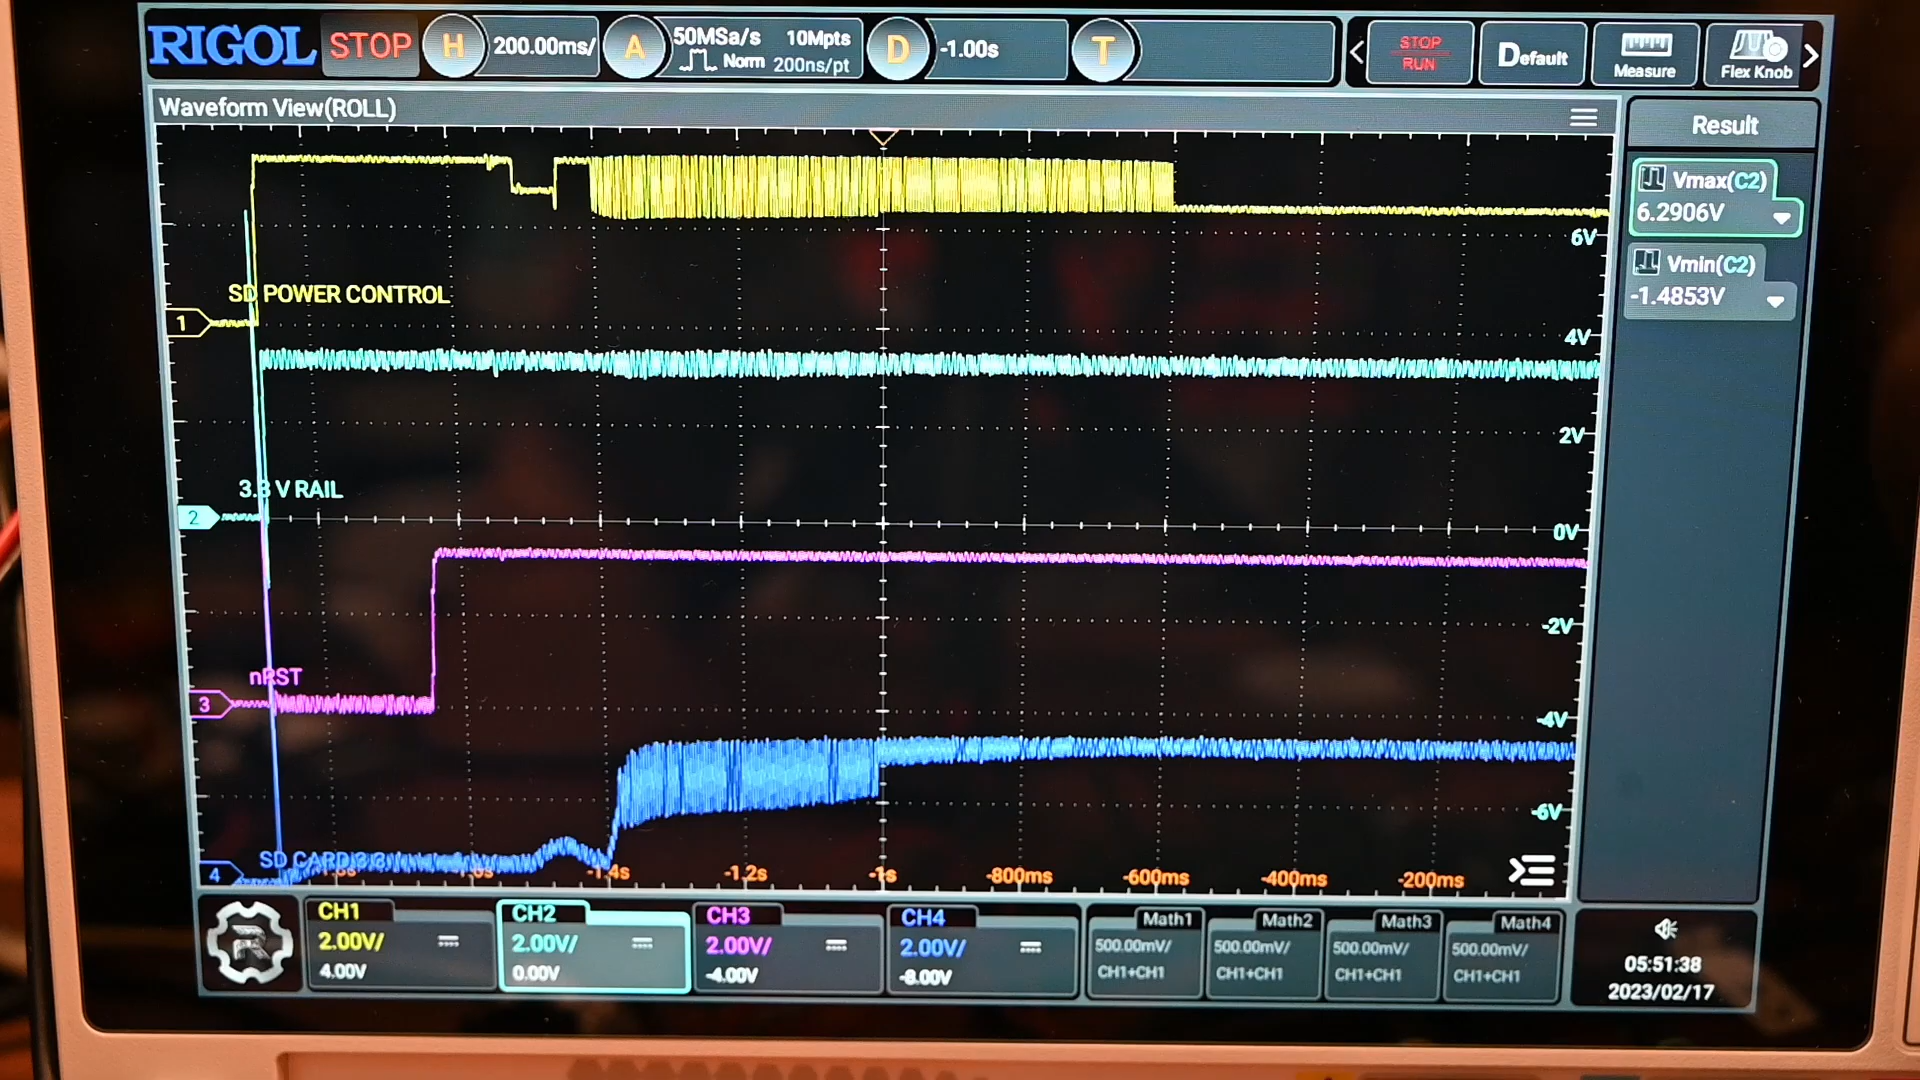 RIGOL STOP H 200.00ms/ A 50MSa/s 10Mpts Norm 200ns/pt D -1.00s T STOP RUN Default Measure Flex Knob
Waveform View(ROLL)
Result
Vmax(C2)
6.2906V
Vmin(C2)
-1.4853V
6V
SD POWER CONTROL
1
4V
2V
3.3 V RAIL
2
0V
-2V
nRST
3
-4V
-6V
SD CARD 3.3
4
-1.4s -1.2s -1s -800ms -600ms -400ms -200ms
CH1 CH2 CH3 CH4 Math1 Math2 Math3 Math4
2.00V/ 2.00V/ 2.00V/ 2.00V/ 500.00mV/ 500.00mV/ 500.00mV/ 500.00mV/
4.00V 0.00V -4.00V -8.00V CH1+CH1 CH1+CH1 CH1+CH1 CH1+CH1
R
05:51:38
2023/02/17